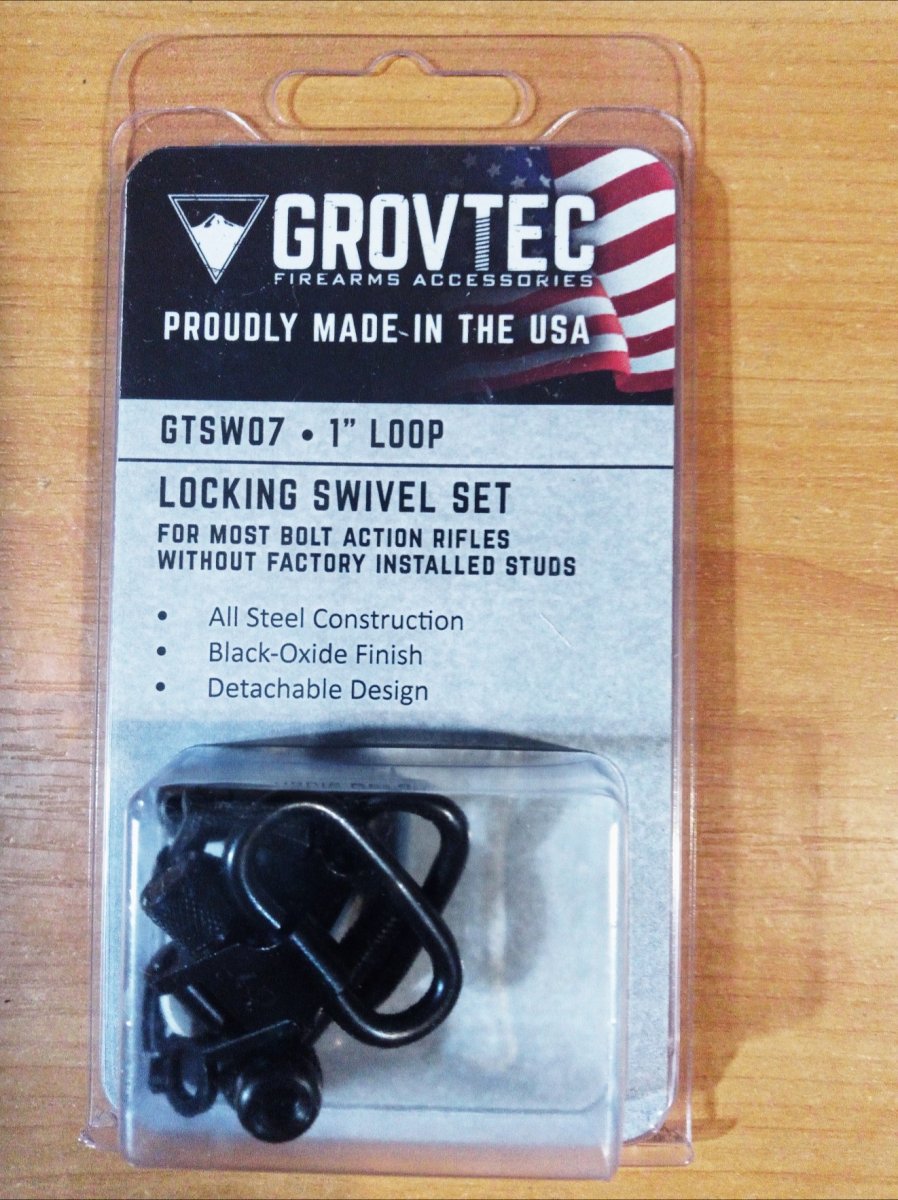 GROVTEC
FIREARMS ACCESSORIES
PROUDLY MADE IN THE USA
GTSW07 • 1” LOOP
LOCKING SWIVEL SET
FOR MOST BOLT ACTION RIFLES
WITHOUT FACTORY INSTALLED STUDS
• All Steel Construction
• Black-Oxide Finish
• Detachable Design